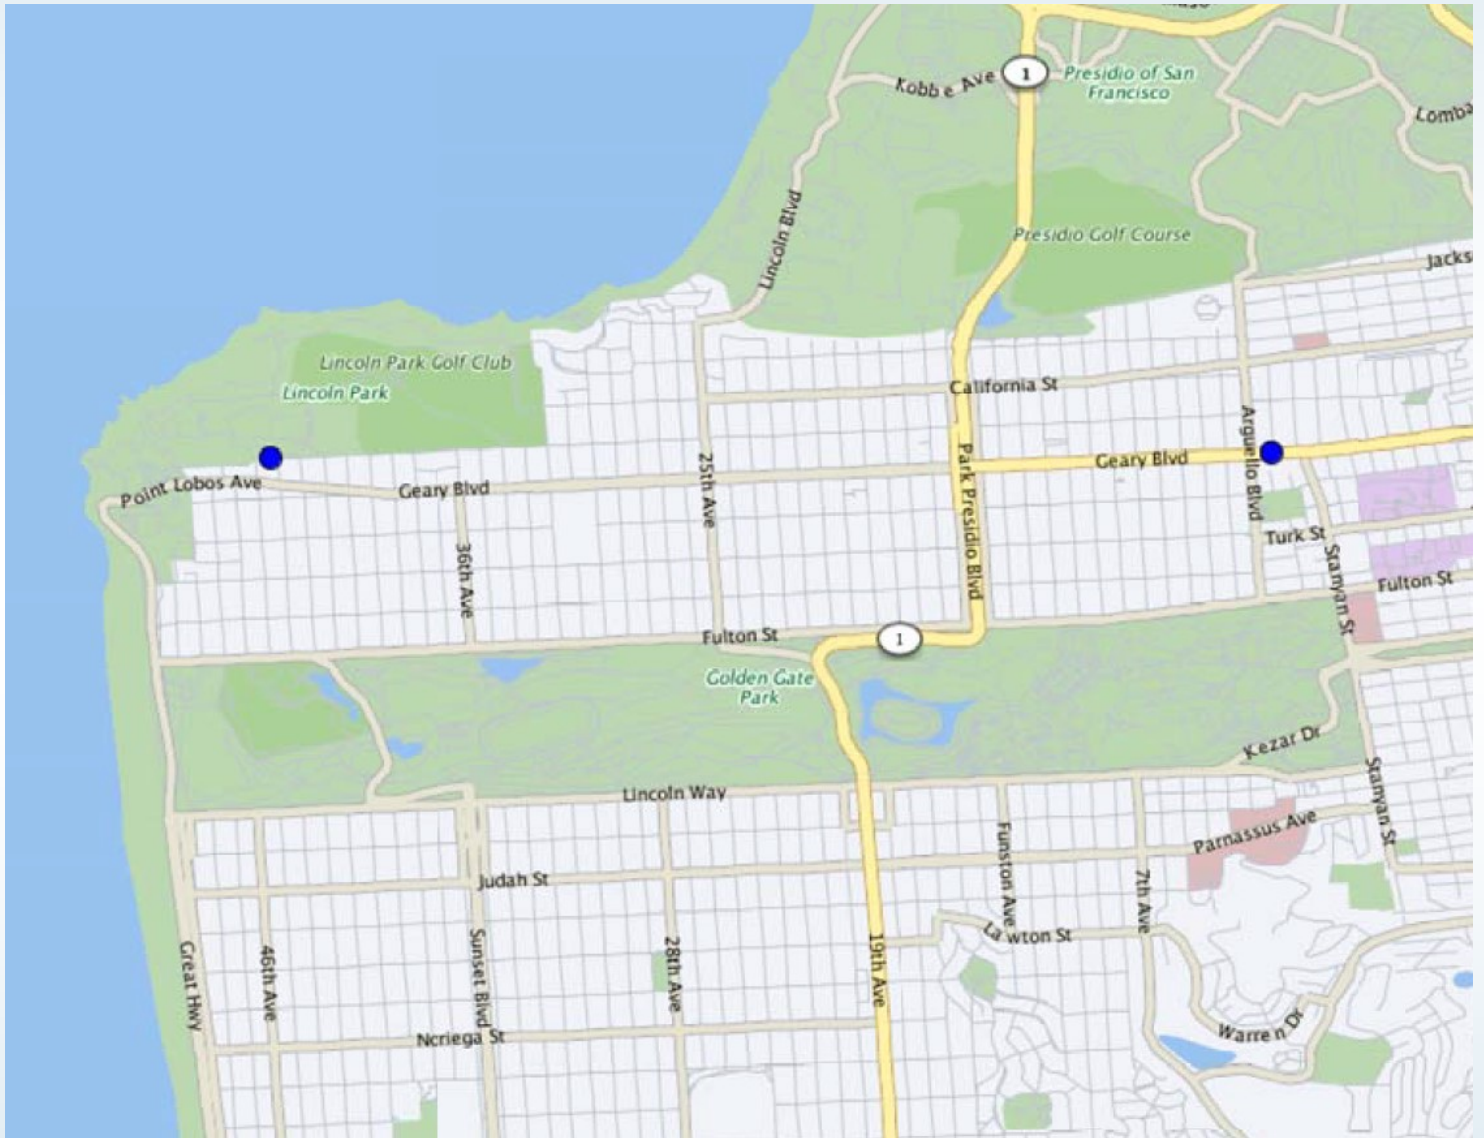 Kobbe Ave
1
Presidio of San
Francisco
Lincoln Blvd
Presidio Golf Course
Lincoln Park Golf Club
Lincoln Park
California St
Point Lobos Ave
Geary Blvd
25th Ave
Park Presidio Blvd
Geary Blvd
Arguello Blvd
Turk St
36th Ave
Stanyan St
Fulton St
Fulton St
1
Golden Gate
Park
Kezar Dr
Lincoln Way
Stanyan St
Parnassus Ave
Judah St
Funston Ave
7th Ave
Lawton St
Great Hwy
46th Ave
Sunset Blvd
28th Ave
19th Ave
Warren Dr
Noriega St